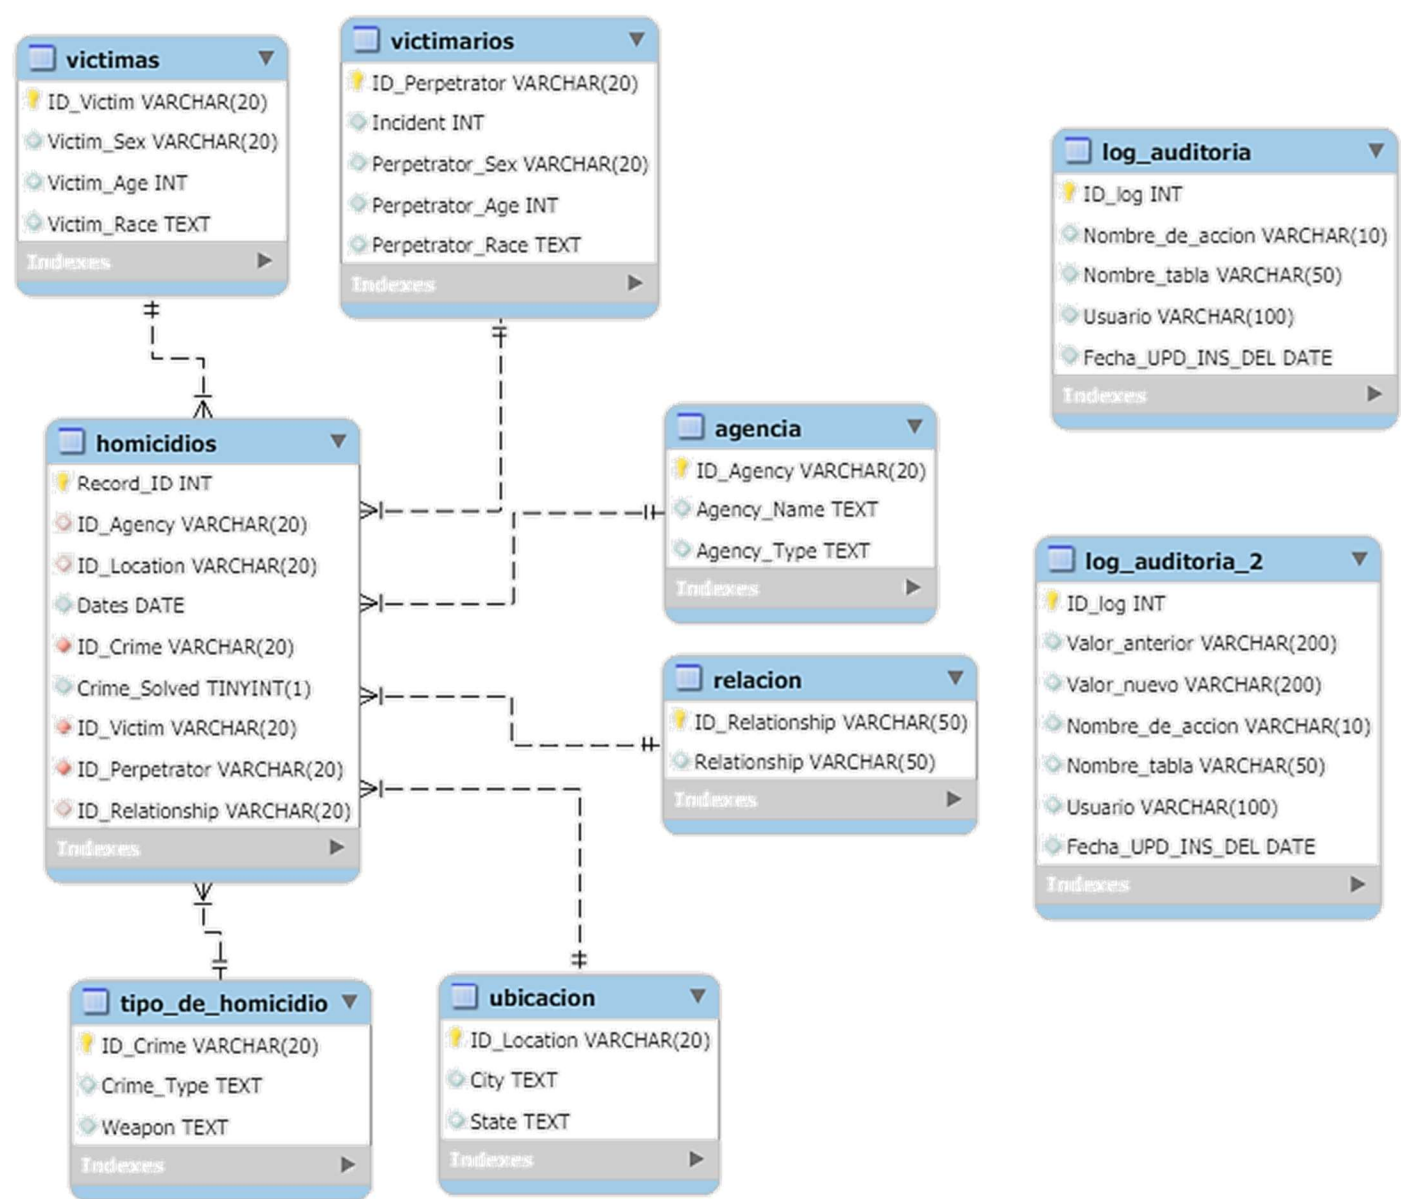 victimas
ID_Victim VARCHAR(20)
Victim_Sex VARCHAR(20)
Victim_Age INT
Victim_Race TEXT
Indexes
victimarios
ID_Perpetrator VARCHAR(20)
Incident INT
Perpetrator_Sex VARCHAR(20)
Perpetrator_Age INT
Perpetrator_Race TEXT
Indexes
log_auditoria
ID_log INT
Nombre_de_accion VARCHAR(10)
Nombre_tabla VARCHAR(50)
Usuario VARCHAR(100)
Fecha_UPD_INS_DEL DATE
Indexes
homicidios
Record_ID INT
ID_Agency VARCHAR(20)
ID_Location VARCHAR(20)
Dates DATE
ID_Crime VARCHAR(20)
Crime_Solved TINYINT(1)
ID_Victim VARCHAR(20)
ID_Perpetrator VARCHAR(20)
ID_Relationship VARCHAR(20)
Indexes
agencia
ID_Agency VARCHAR(20)
Agency_Name TEXT
Agency_Type TEXT
Indexes
relacion
ID_Relationship VARCHAR(50)
Relationship VARCHAR(50)
Indexes
log_auditoria_2
ID_log INT
Valor_anterior VARCHAR(200)
Valor_nuevo VARCHAR(200)
Nombre_de_accion VARCHAR(10)
Nombre_tabla VARCHAR(50)
Usuario VARCHAR(100)
Fecha_UPD_INS_DEL DATE
Indexes
tipo_de_homicidio
ID_Crime VARCHAR(20)
Crime_Type TEXT
Weapon TEXT
Indexes
ubicacion
ID_Location VARCHAR(20)
City TEXT
State TEXT
Indexes